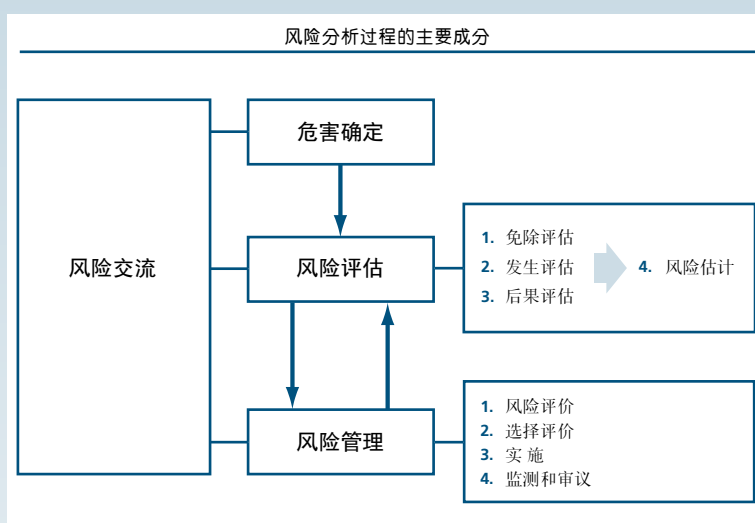 风险分析过程的主要成分
风险交流
危害确定
风险评估
1. 免除评估
2. 发生评估
3. 后果评估
4. 风险估计
风险管理
1. 风险评价
2. 选择评价
3. 实 施
4. 监测和审议